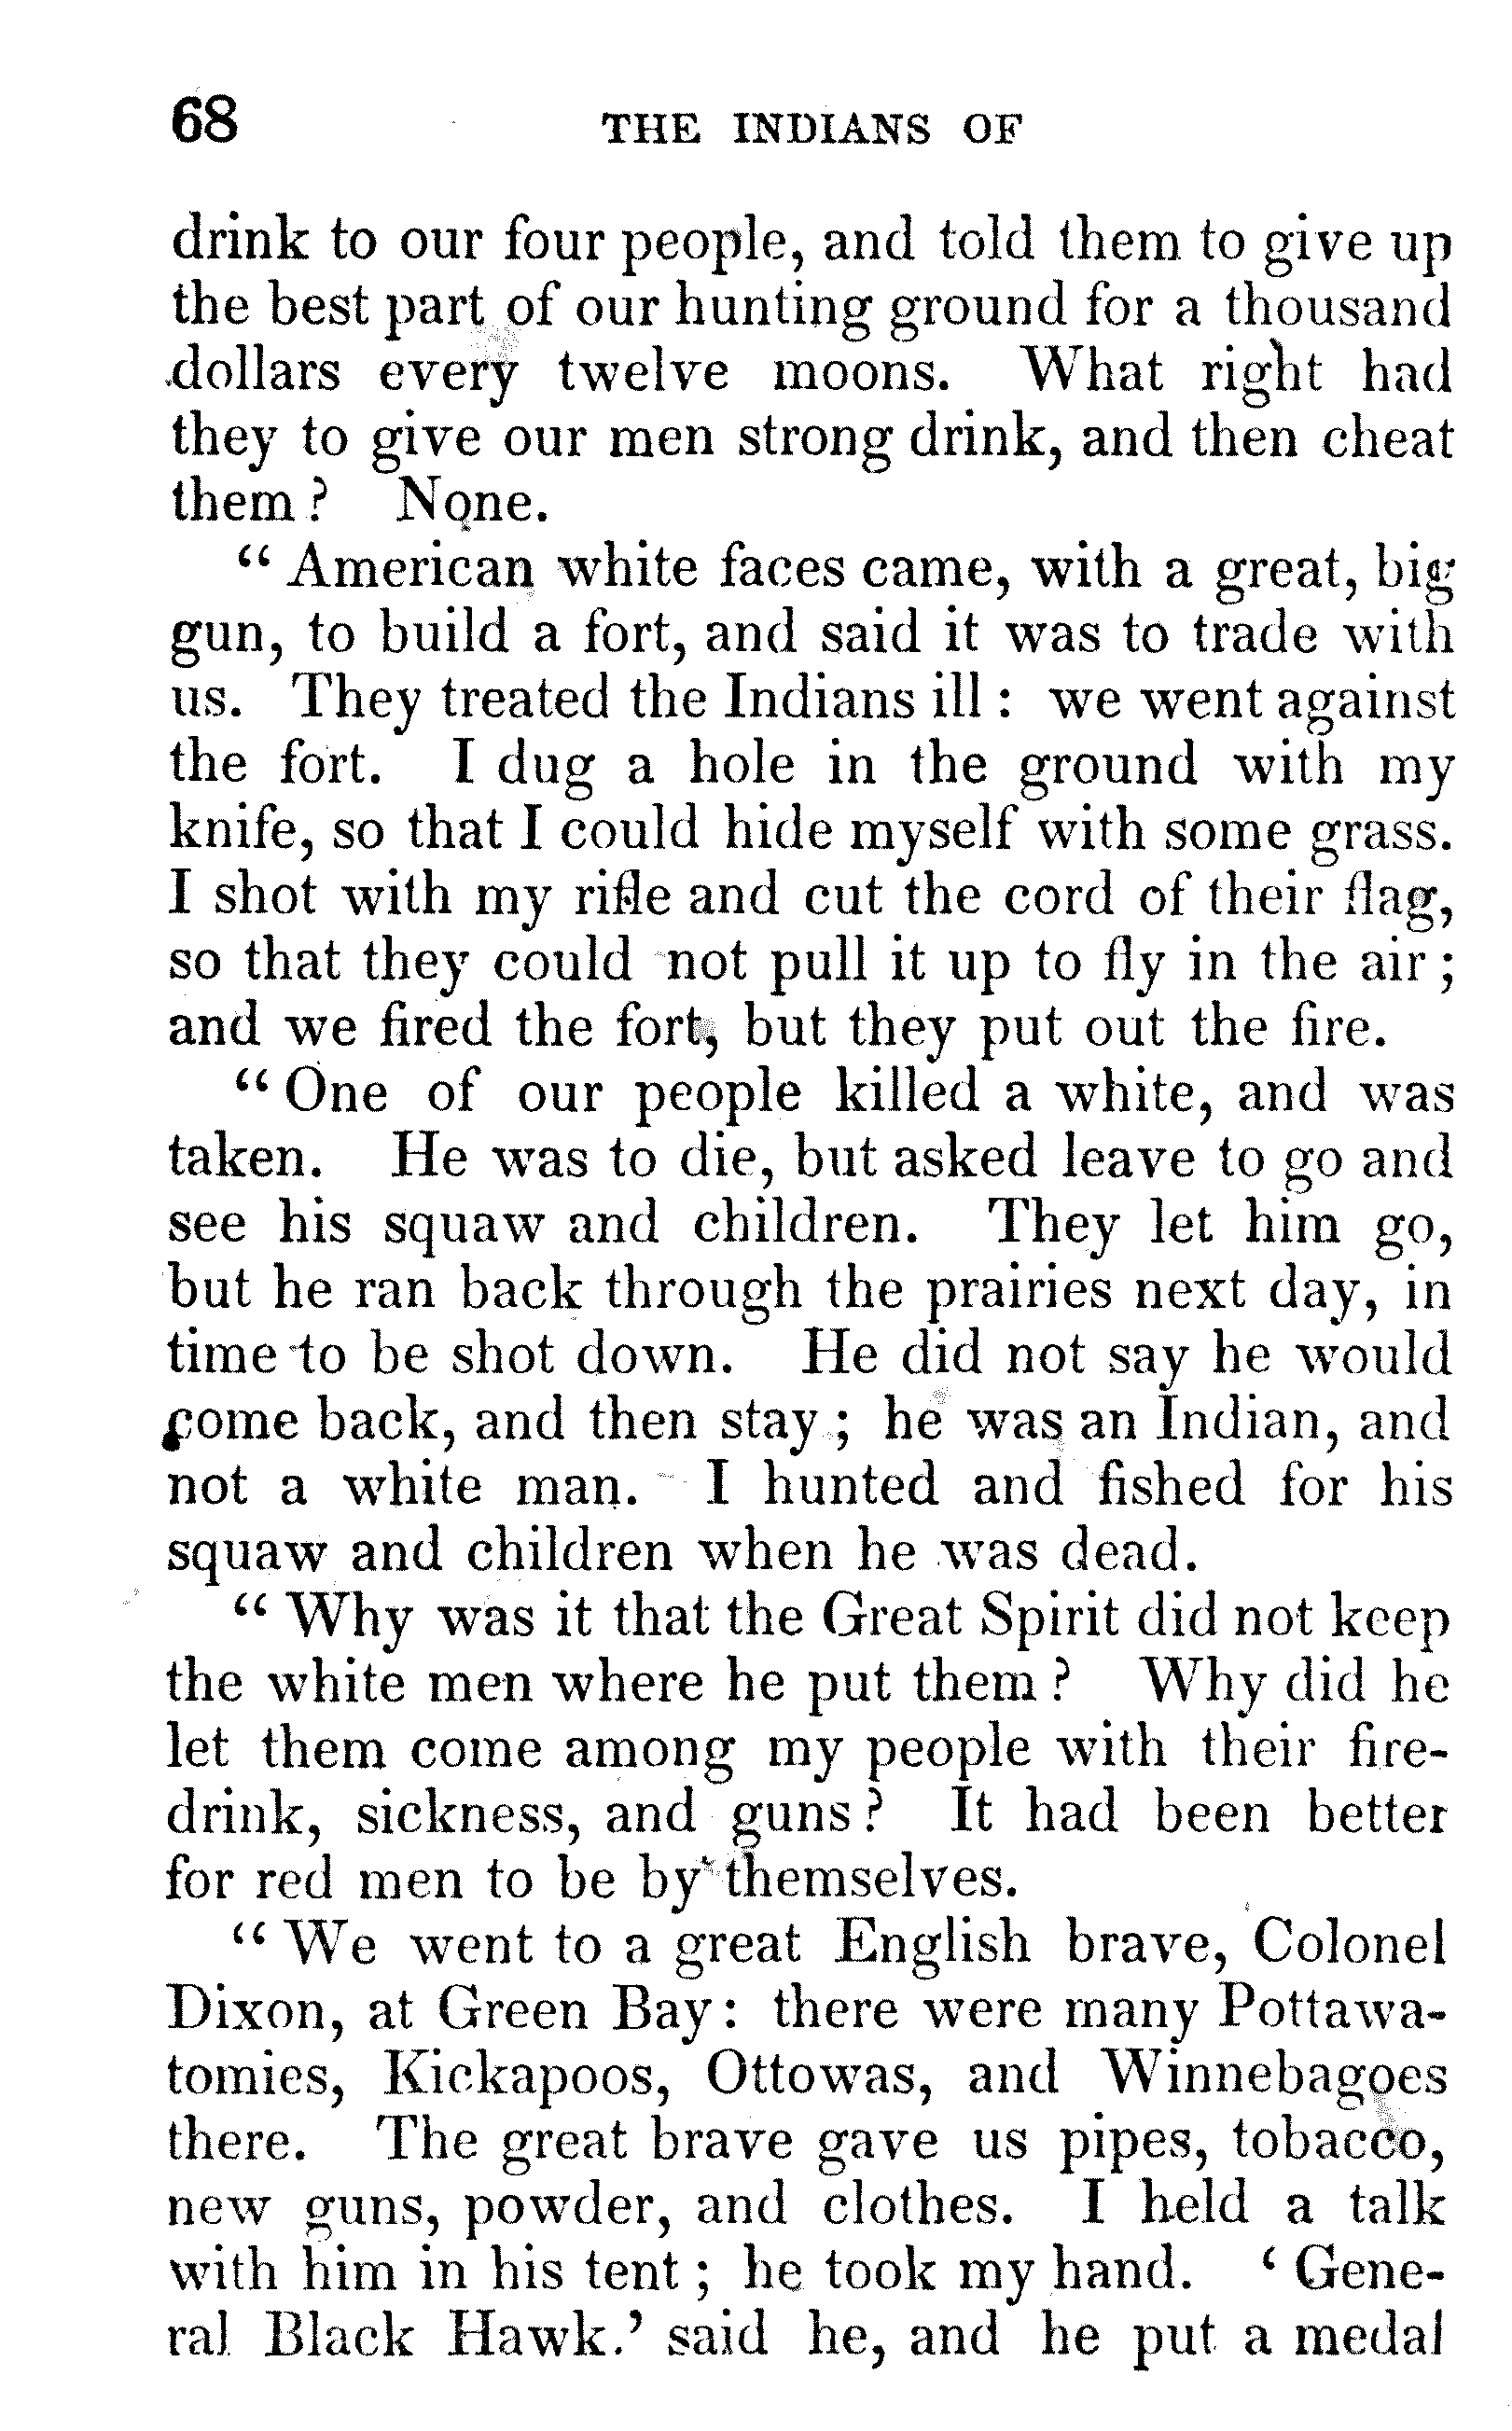 68 THE INDIANS OF
drink to our four people, and told them to give up
the best part of our hunting ground for a thousand
dollars every twelve moons. What right had
they to give our men strong drink, and then cheat
them? None.
“ American white faces came, with a great, big
gun, to build a fort, and said it was to trade with
us. They treated the Indians ill : we went against
the fort. I dug a hole in the ground with my
knife, so that I could hide myself with some grass.
I shot with my rifle and cut the cord of their flag,
so that they could not pull it up to fly in the air ;
and we fired the fort, but they put out the fire.
“ One of our people killed a white, and was
taken. He was to die, but asked leave to go and
see his squaw and children. They let him go,
but he ran back through the prairies next day, in
time to be shot down. He did not say he would
come back, and then stay ; he was an Indian, and
not a white man. I hunted and fished for his
squaw and children when he was dead.
“ Why was it that the Great Spirit did not keep
the white men where he put them ? Why did he
let them come among my people with their fire-
drink, sickness, and guns ? It had been better
for red men to be by themselves.
“ We went to a great English brave, Colonel
Dixon, at Green Bay : there were many Pottawa-
tomies, Kickapoos, Ottowas, and Winnebagoes
there. The great brave gave us pipes, tobacco,
new guns, powder, and clothes. I held a talk
with him in his tent ; he took my hand. ‘ Gene-
ral Black Hawk.’ said he, and he put a medal